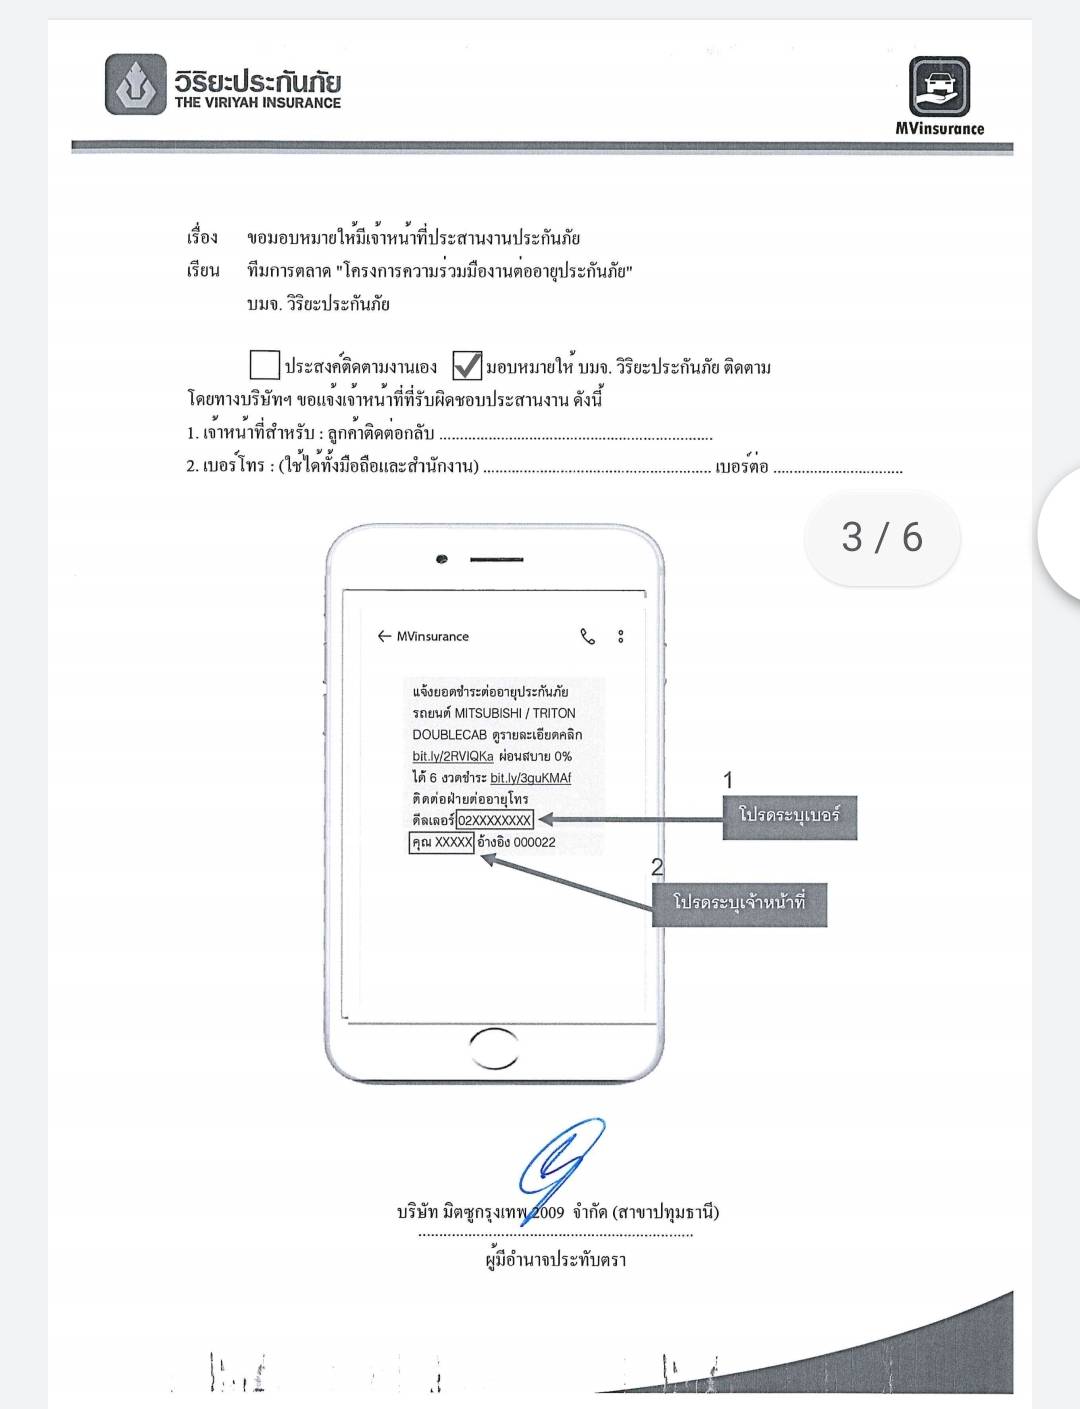 วิริยะประกันภัย
THE VIRIYAH INSURANCE
MVinsurance
เรื่อง ขอมอบหมายให้มีเจ้าหน้าที่ประสานงานประกันภัย
เรียน ทีมการตลาด "โครงการความร่วมมืองานต่ออายุประกันภัย"
บมจ. วิริยะประกันภัย
ประสงค์ติดตามงานเอง มอบหมายให้ บมจ. วิริยะประกันภัย ติดตาม
โดยทางบริษัทฯ ขอแจ้งเจ้าหน้าที่ที่รับผิดชอบประสานงาน ดังนี้
1. เจ้าหน้าที่สำหรับ : ลูกค้าติดต่อกลับ ................................................................
2. เบอร์โทร : (ใช้ได้ทั้งมือถือและสำนักงาน) ...................................................... เบอร์ต่อ ..............................
3 / 6
← MVinsurance
แจ้งยอดชำระต่ออายุประกันภัย
รถยนต์ MITSUBISHI / TRITON
DOUBLECAB ดูรายละเอียดคลิก
bit.ly/2RVIQKa ผ่อนสบาย 0%
ได้ 6 งวดชำระ bit.ly/3guKMAf
ติดต่อฝ่ายต่ออายุโทร
ดีลเลอร์ 02XXXXXXXX
คุณ XXXXX อ้างอิง 000022
1
โปรดระบุเบอร์
2
โปรดระบุเจ้าหน้าที่
บริษัท มิตซูกรุงเทพ 2009 จำกัด (สาขาปทุมธานี)
................................................................
ผู้มีอำนาจประทับตรา